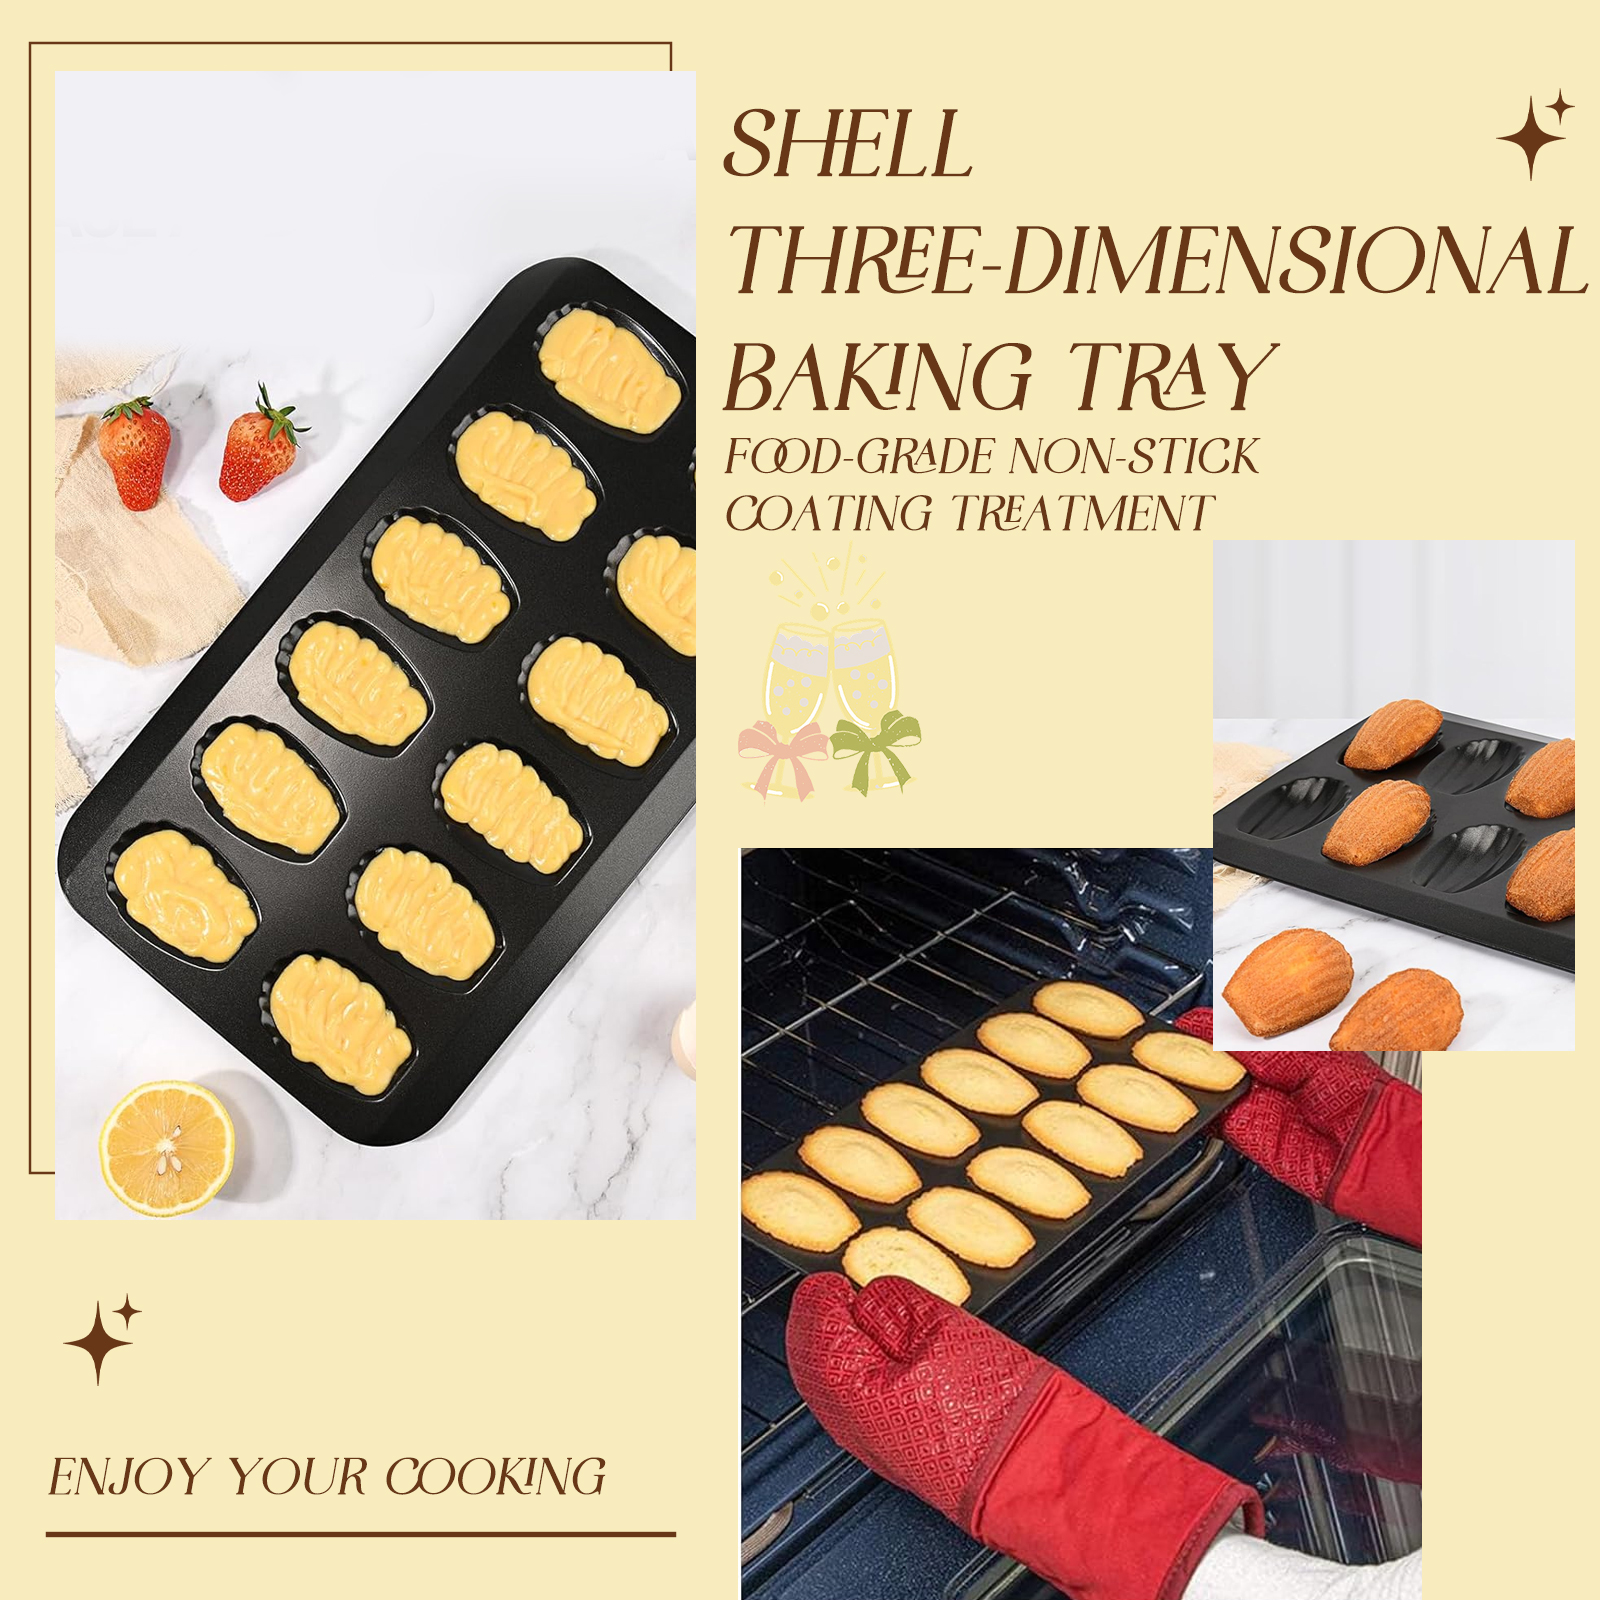 SHELL
THREE-DIMENSIONAL
BAKING TRAY
FOOD-GRADE NON-STICK
COATING TREATMENT
ENJOY YOUR COOKING